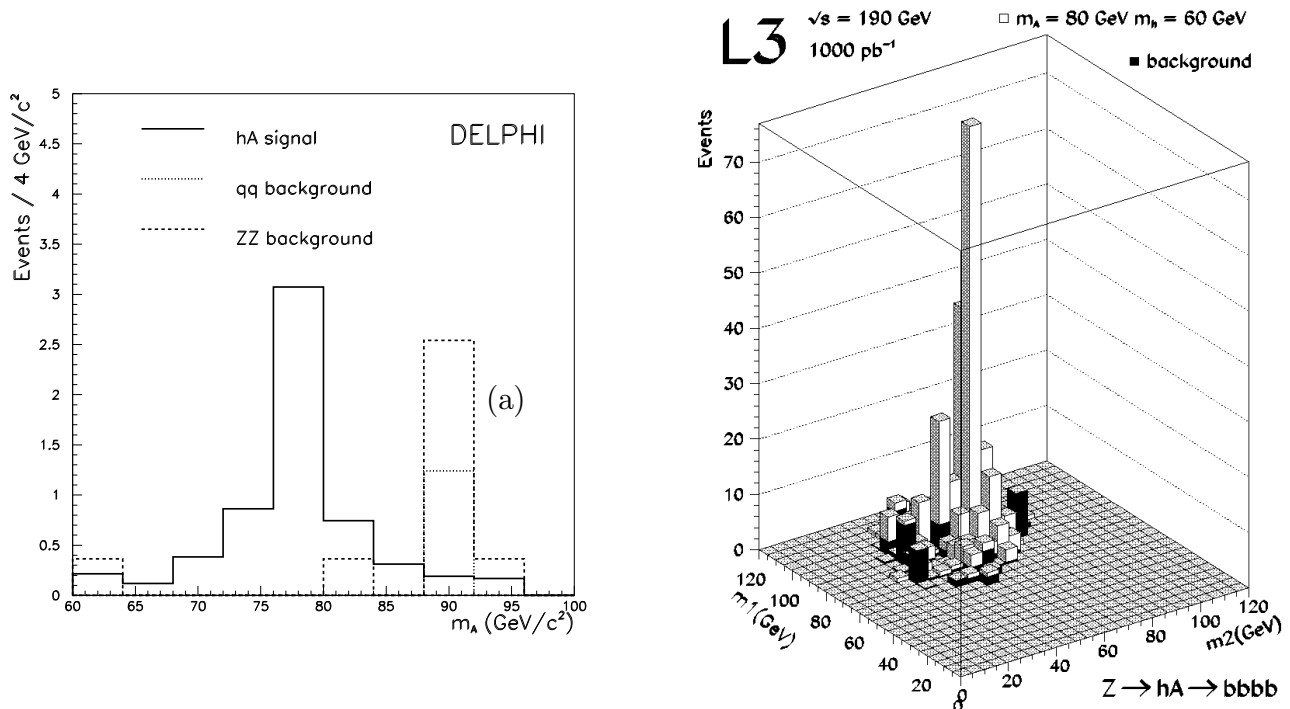 Events / 4 GeV/c²
5
4.5
4
3.5
3
2.5
2
1.5
1
0.5
0
60
65
70
75
80
85
90
95
100
m_A (GeV/c²)
hA signal
qq background
ZZ background
DELPHI
(a)
L3
√s = 190 GeV
1000 pb⁻¹
□ m_A = 80 GeV m_h = 60 GeV
■ background
Events
70
60
50
40
30
20
10
0
120
100
80
60
40
20
0
m1(GeV)
0
20
40
60
80
100
120
m2(GeV)
Z → hA → bbbb